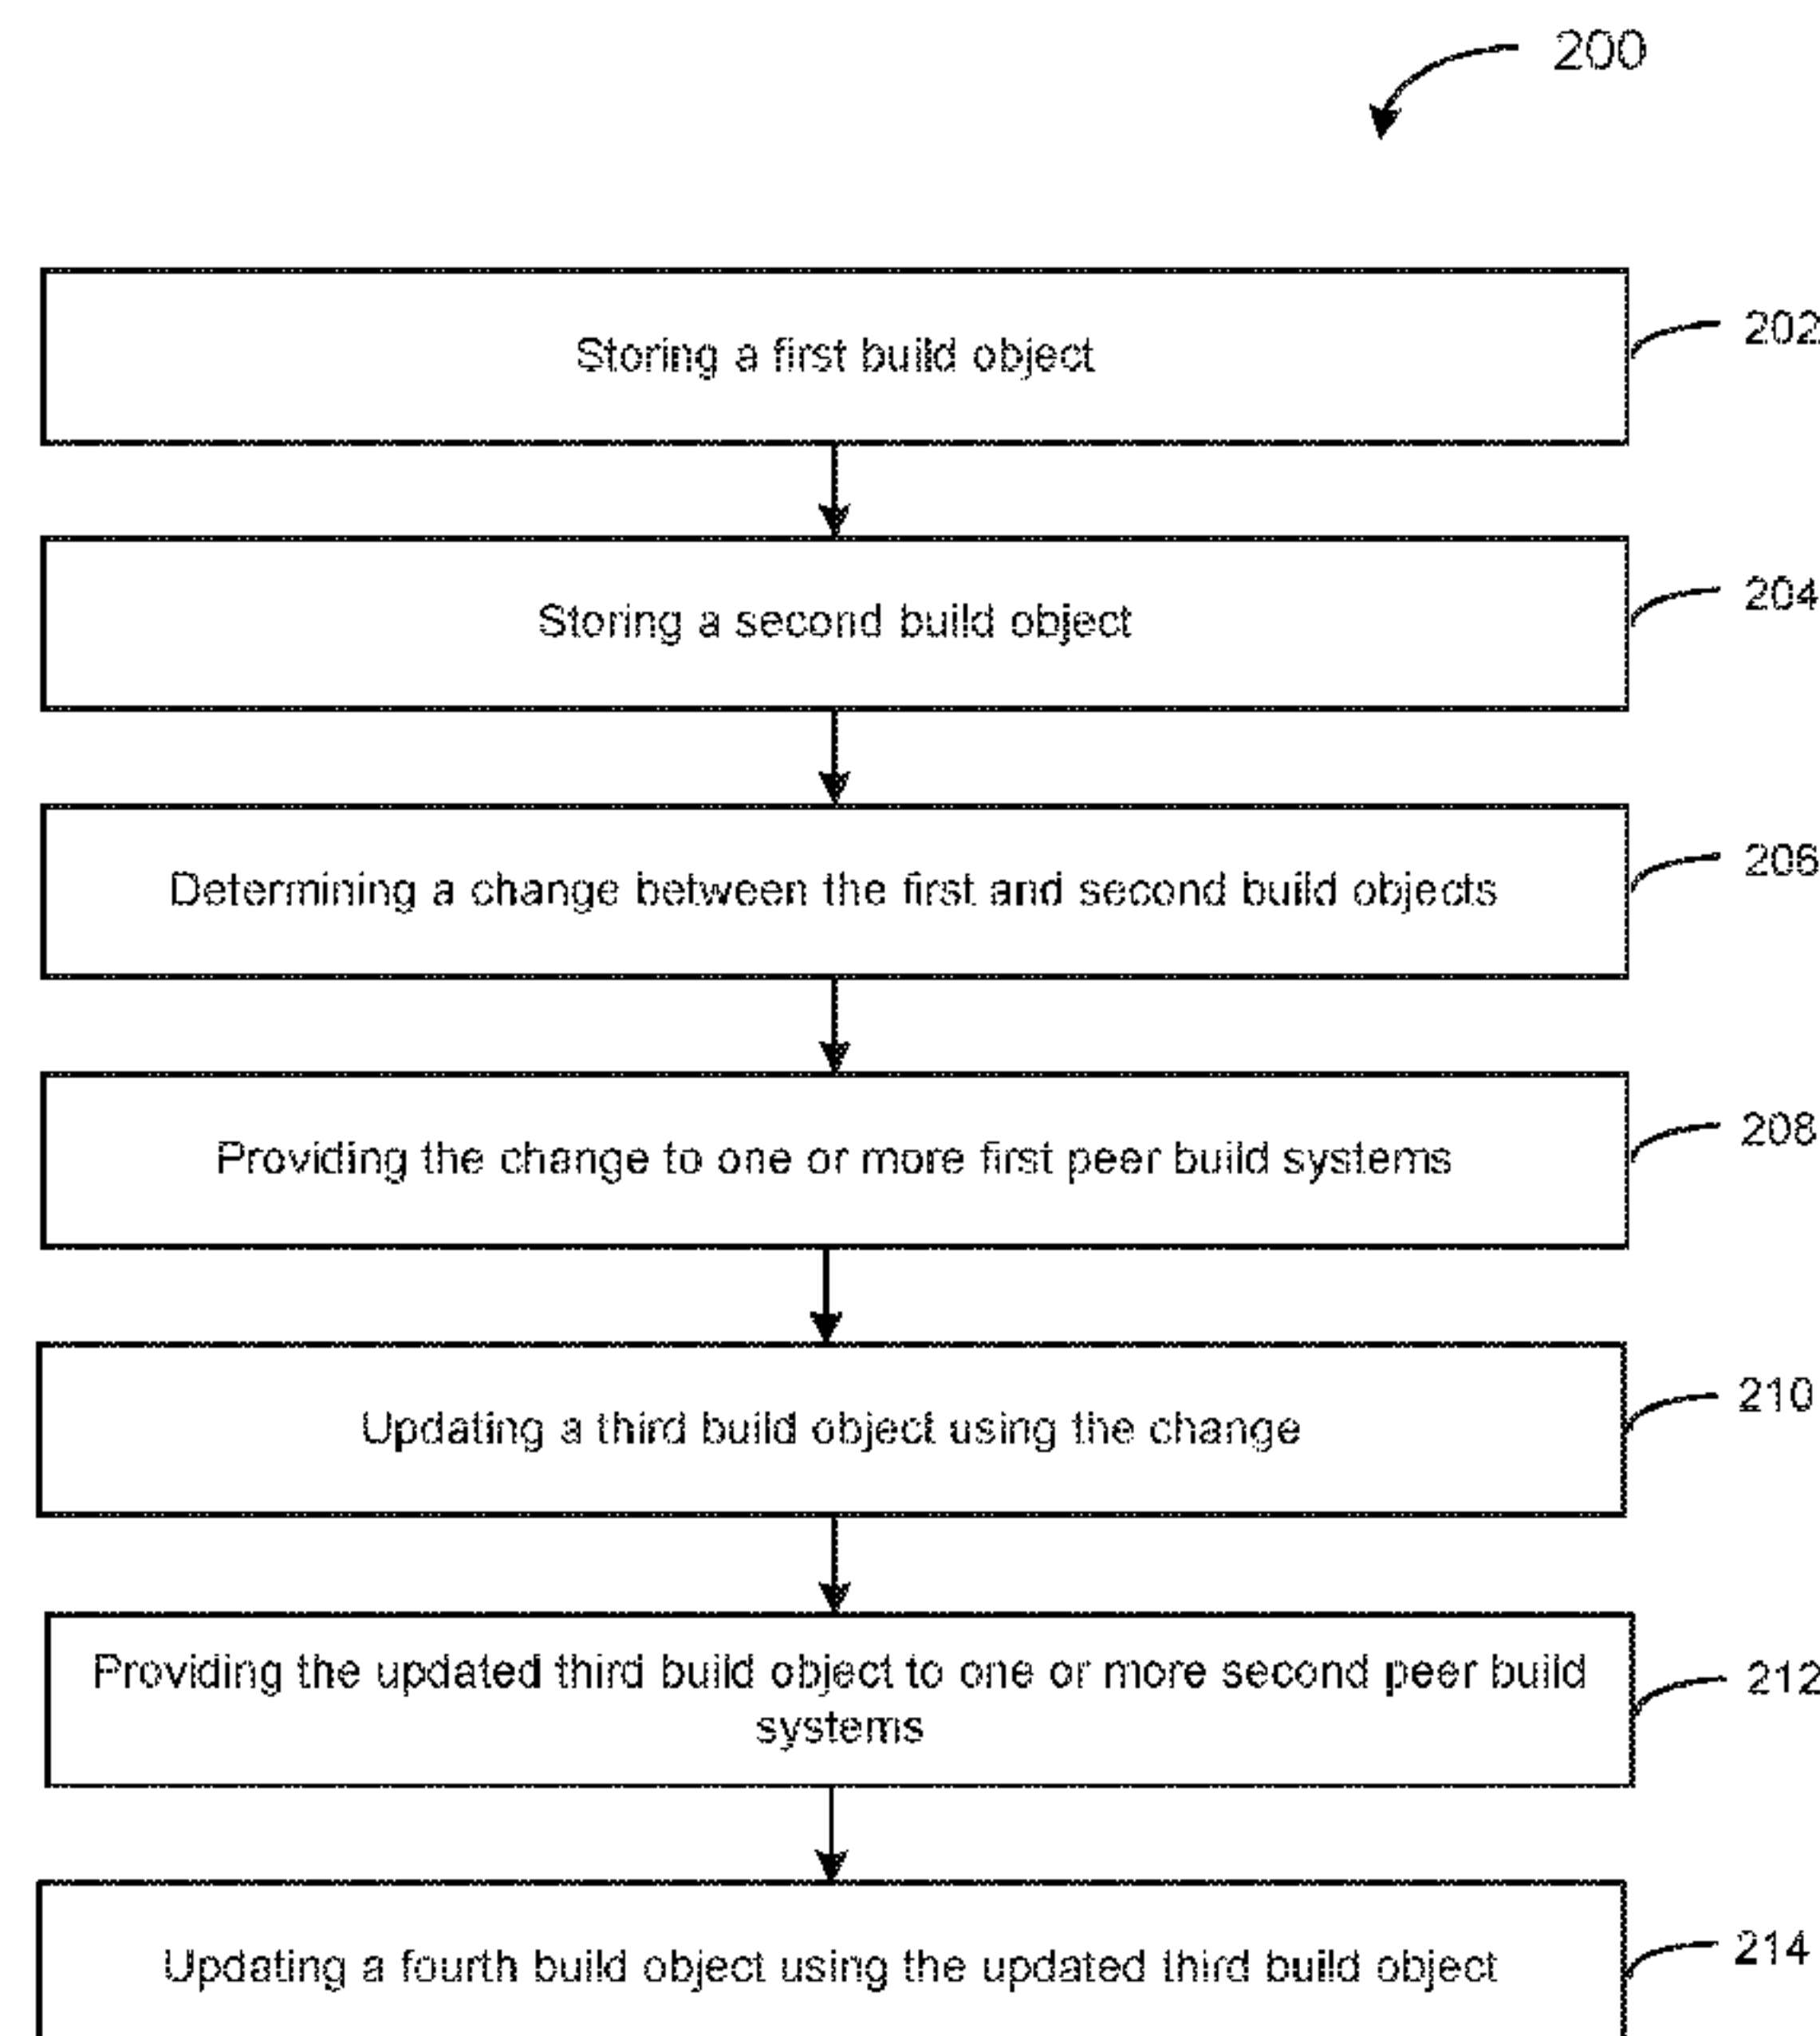 200
Storing a first build object
202
Storing a second build object
204
Determining a change between the first and second build objects
206
Providing the change to one or more first peer build systems
208
Updating a third build object using the change
210
Providing the updated third build object to one or more second peer build
systems
212
Updating a fourth build object using the updated third build object
214